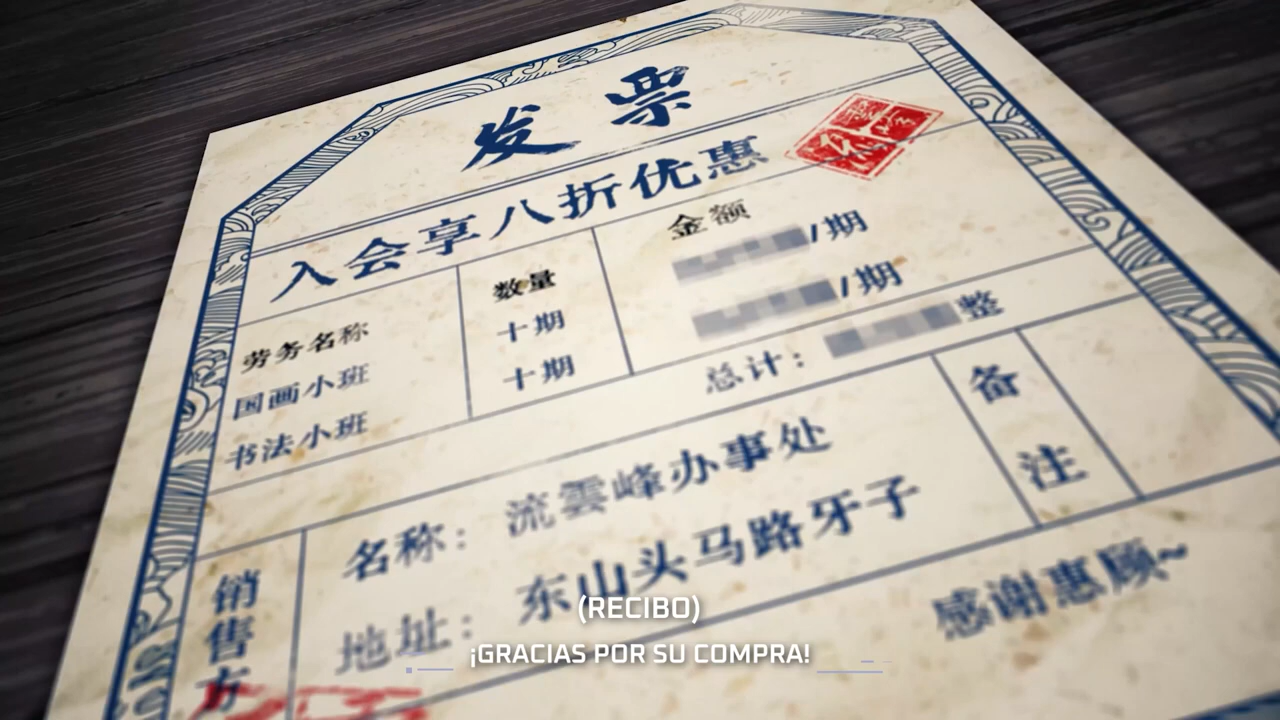 发票
入会享八折优惠
劳务名称 数量 金额
国画小班 十期 /期
书法小班 十期 /期
总计： 整
销售方
名称：流雲峰办事处
地址：东山头马路牙子
备注
感谢惠顾~
(RECIBO)
¡GRACIAS POR SU COMPRA!